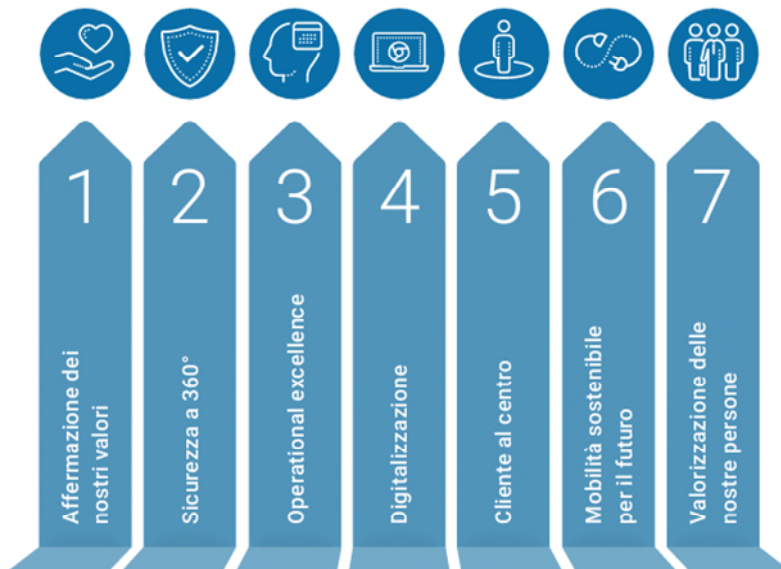 1
Affermazione dei
nostri valori
2
Sicurezza a 360°
3
Operational excellence
4
Digitalizzazione
5
Cliente al centro
6
Mobilità sostenibile
per il futuro
7
Valorizzazione delle
nostre persone